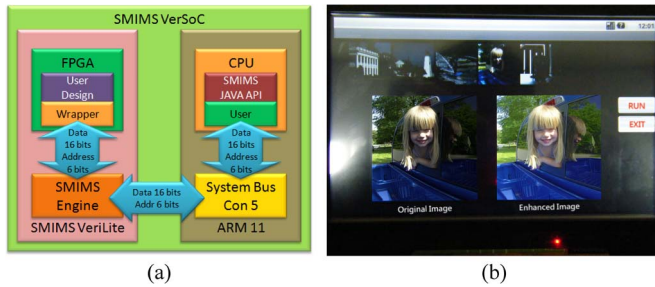 SMIMS VerSoC
FPGA
User
Design
Wrapper
Data
16 bits
Address
6 bits
SMIMS
Engine
SMIMS VeriLite
Data 16 bits
Addr 6 bits
CPU
SMIMS
JAVA API
User
Data
16 bits
Address
6 bits
System Bus
Con 5
ARM 11
(a)
12:01
RUN
EXIT
Original Image
Enhanced Image
(b)